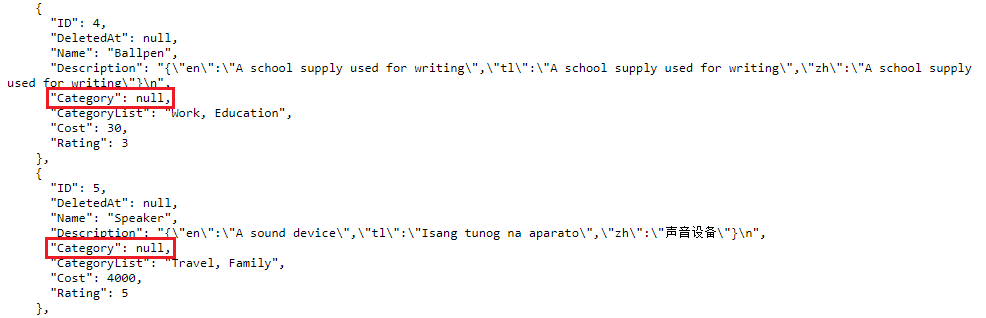 {
"ID": 4,
"DeletedAt": null,
"Name": "Ballpen",
"Description": "{\"en\":\"A school supply used for writing\",\"tl\":\"A school supply used for writing\",\"zh\":\"A school supply
used for writing\"}\n",
"Category": null,
"CategoryList": "Work, Education",
"Cost": 30,
"Rating": 3
},
{
"ID": 5,
"DeletedAt": null,
"Name": "Speaker",
"Description": "{\"en\":\"A sound device\",\"tl\":\"Isang tunog na aparato\",\"zh\":\"声音设备\"}\n",
"Category": null,
"CategoryList": "Travel, Family",
"Cost": 4000,
"Rating": 5
},